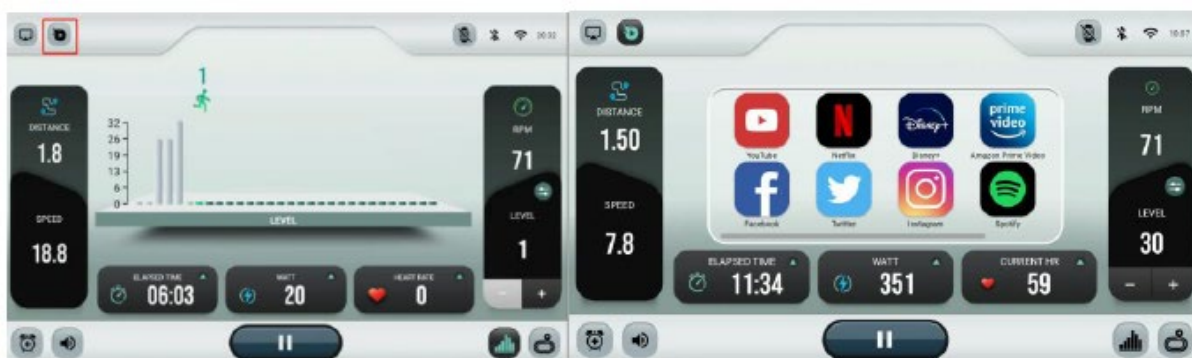 1
DISTANCE
1.8
SPEED
18.8
32
26
19
13
6
0
LEVEL
RPM
71
LEVEL
1
- +
ELAPSED TIME
06:03
WATT
20
HEART RATE
0
10:57
DISTANCE
1.50
SPEED
7.8
YouTube
N
Netflix
Disney+
Disney+
prime video
Amazon Prime Video
f
Facebook
Twitter
Instagram
Spotify
RPM
71
LEVEL
30
- +
ELAPSED TIME
11:34
WATT
351
CURRENT HR
59